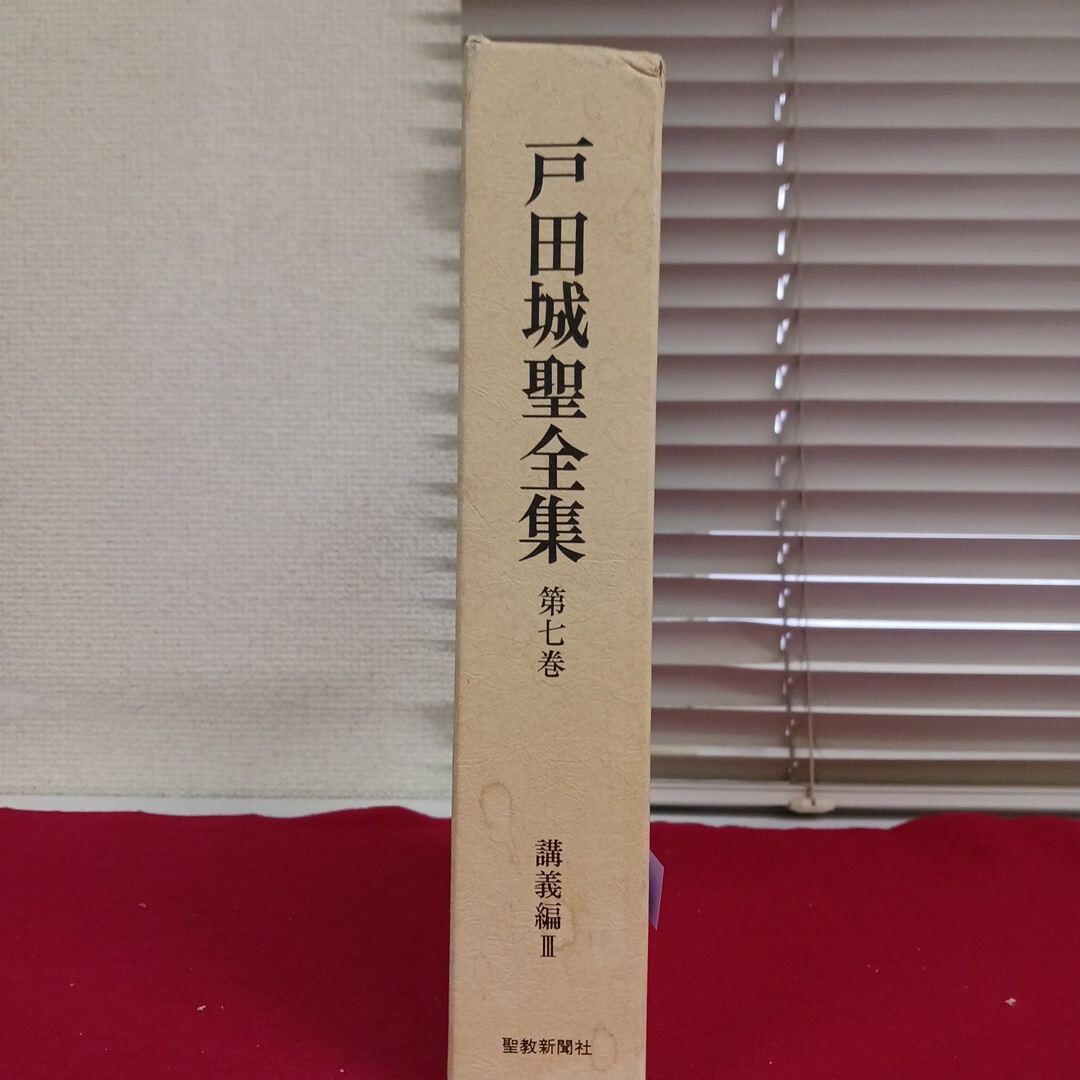 戸田城聖全集
第七巻
講義編Ⅲ
聖教新聞社